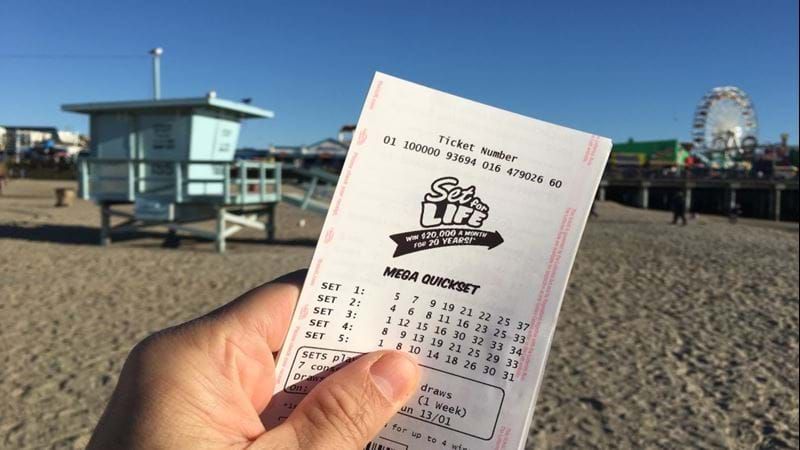 Ticket Number
01 100000 93694 016 479026 60
Set for
LIFE
WIN $20,000 A MONTH
FOR 20 YEARS!*
MEGA QUICKSET
SET 1: 5 7 9 19 21 22 25 37
SET 2: 4 6 8 11 16 23 25 33
SET 3: 1 12 15 16 30 32 33 34
SET 4: 8 9 13 19 21 25 29 33
SET 5: 1 8 10 14 18 26 30 31
SETS
7 draws
Draws (1 Week)
On: 13/01
for up to 4